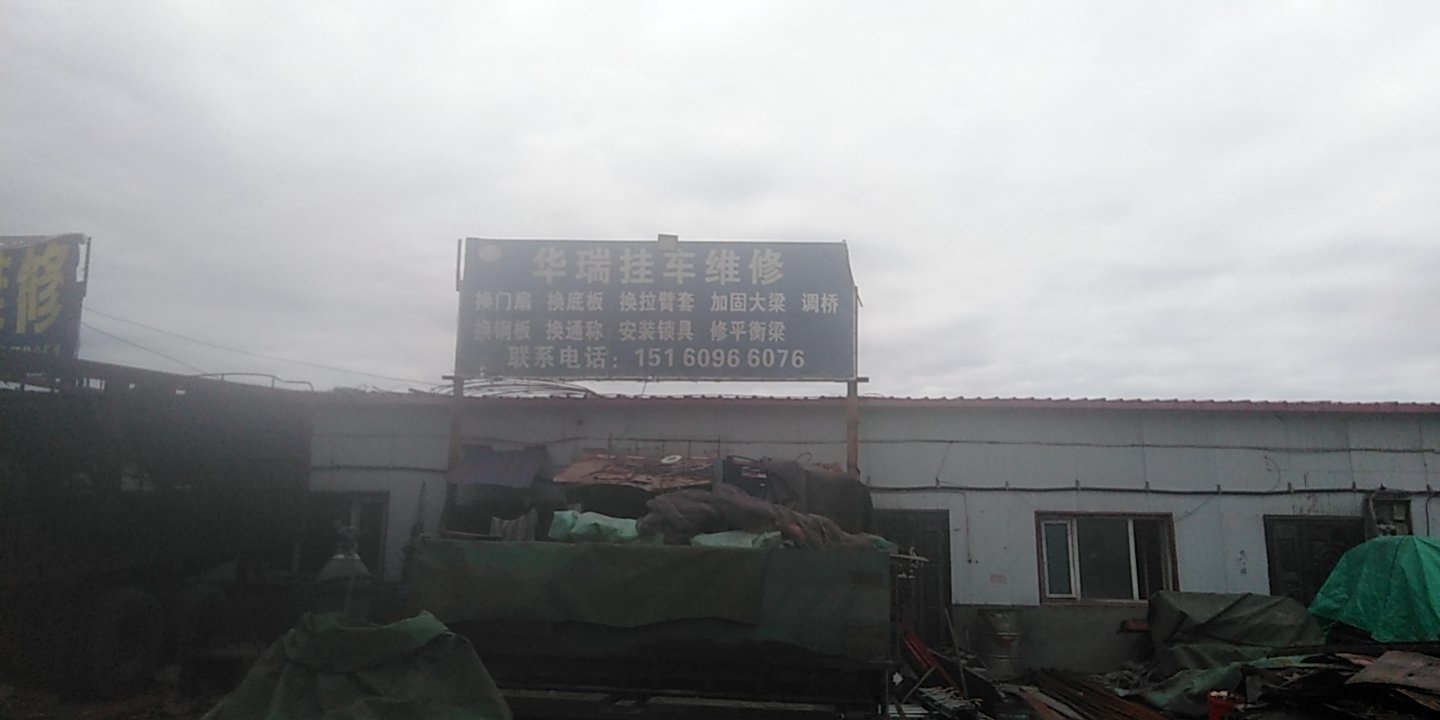 华瑞挂车维修
换门扇 换底板 换拉臂套 加固大梁 调桥
换钢板 换通称 安装锁具 修平衡梁
联系电话：151 6096 6076
修